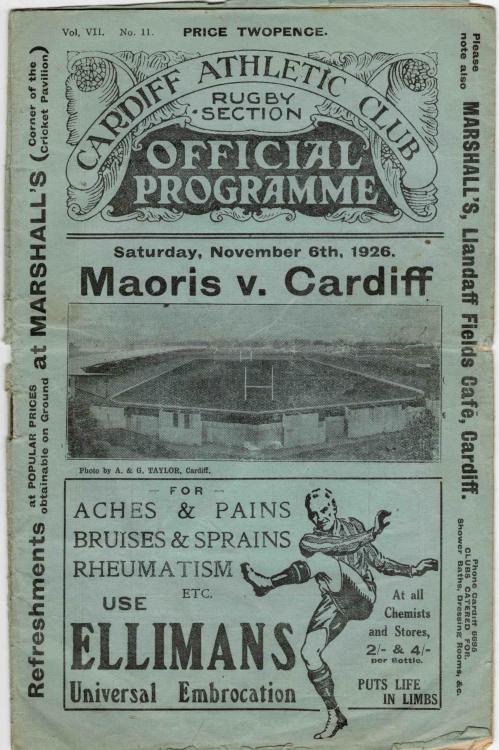 Vol, VII. No. 11. PRICE TWOPENCE.
CARDIFF ATHLETIC CLUB
RUGBY
SECTION
OFFICIAL
PROGRAMME
Saturday, November 6th, 1926.
Maoris v. Cardiff
Photo by A. & G. TAYLOR, Cardiff.
FOR
ACHES & PAINS
BRUISES & SPRAINS
RHEUMATISM
ETC.
USE
ELLIMANS
Universal Embrocation
At all
Chemists
and Stores,
2/- & 4/-
per Bottle.
PUTS LIFE
IN LIMBS
Refreshments at POPULAR PRICES
obtainable on Ground at MARSHALL'S (Corner of the
Cricket Pavilion)
Please
note also MARSHALL'S, Llandaff Fields Café, Cardiff.
Phone Cardiff 6696
CLUBS CATERED FOR.
Shower Baths, Dressing Rooms, &c.